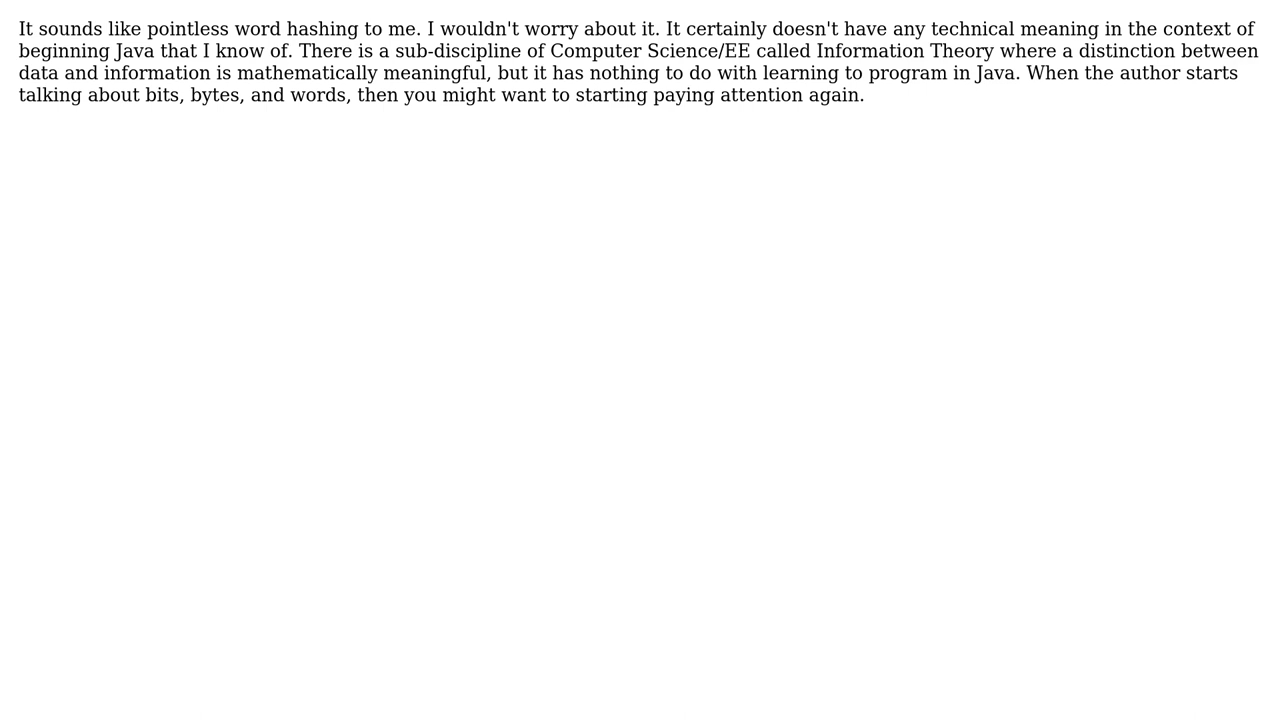 It sounds like pointless word hashing to me. I wouldn't worry about it. It certainly doesn't have any technical meaning in the context of
beginning Java that I know of. There is a sub-discipline of Computer Science/EE called Information Theory where a distinction between
data and information is mathematically meaningful, but it has nothing to do with learning to program in Java. When the author starts
talking about bits, bytes, and words, then you might want to starting paying attention again.